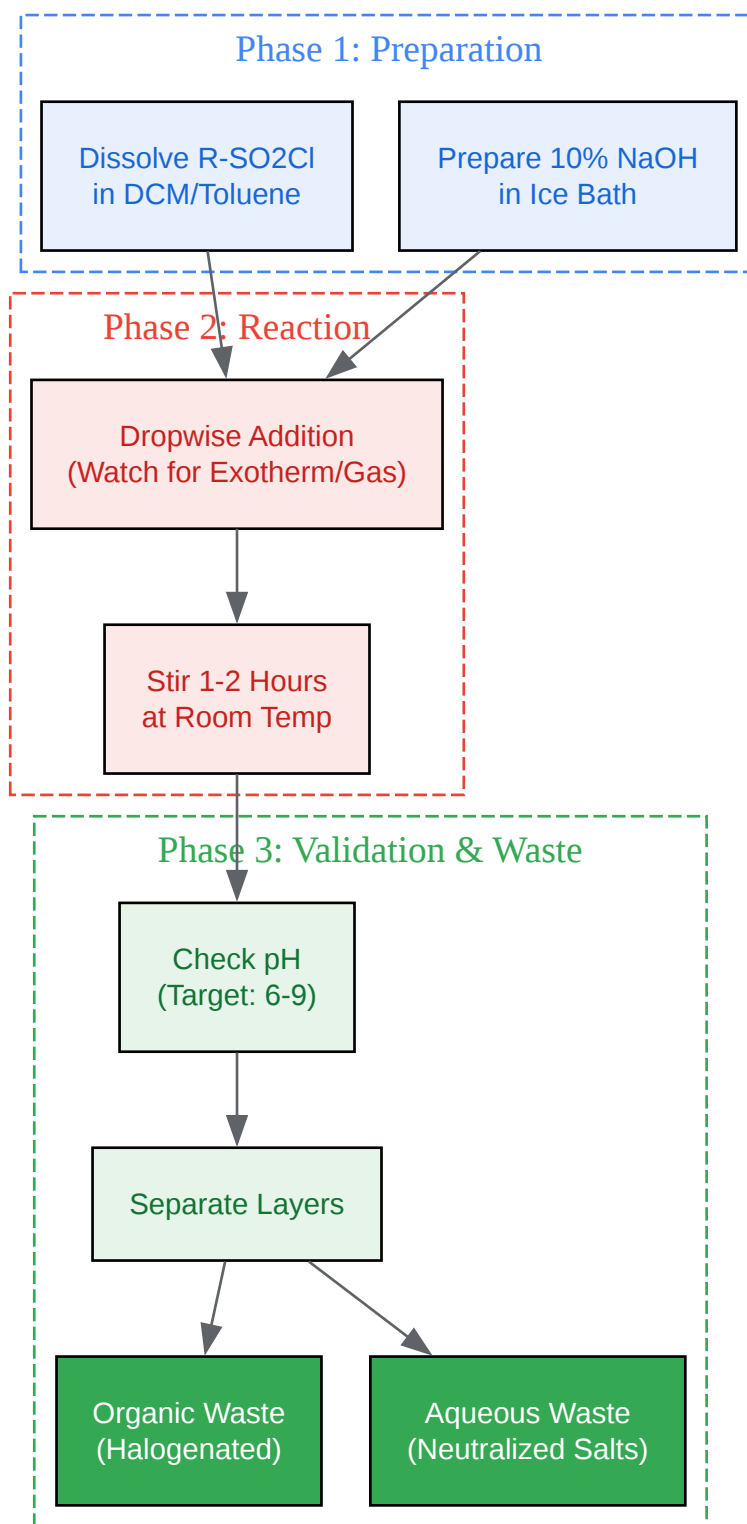 Phase 1: Preparation
Dissolve R-SO2Cl
in DCM/Toluene
Prepare 10% NaOH
in Ice Bath
Phase 2: Reaction
Dropwise Addition
(Watch for Exotherm/Gas)
Stir 1-2 Hours
at Room Temp
Phase 3: Validation & Waste
Check pH
(Target: 6-9)
Separate Layers
Organic Waste
(Halogenated)
Aqueous Waste
(Neutralized Salts)